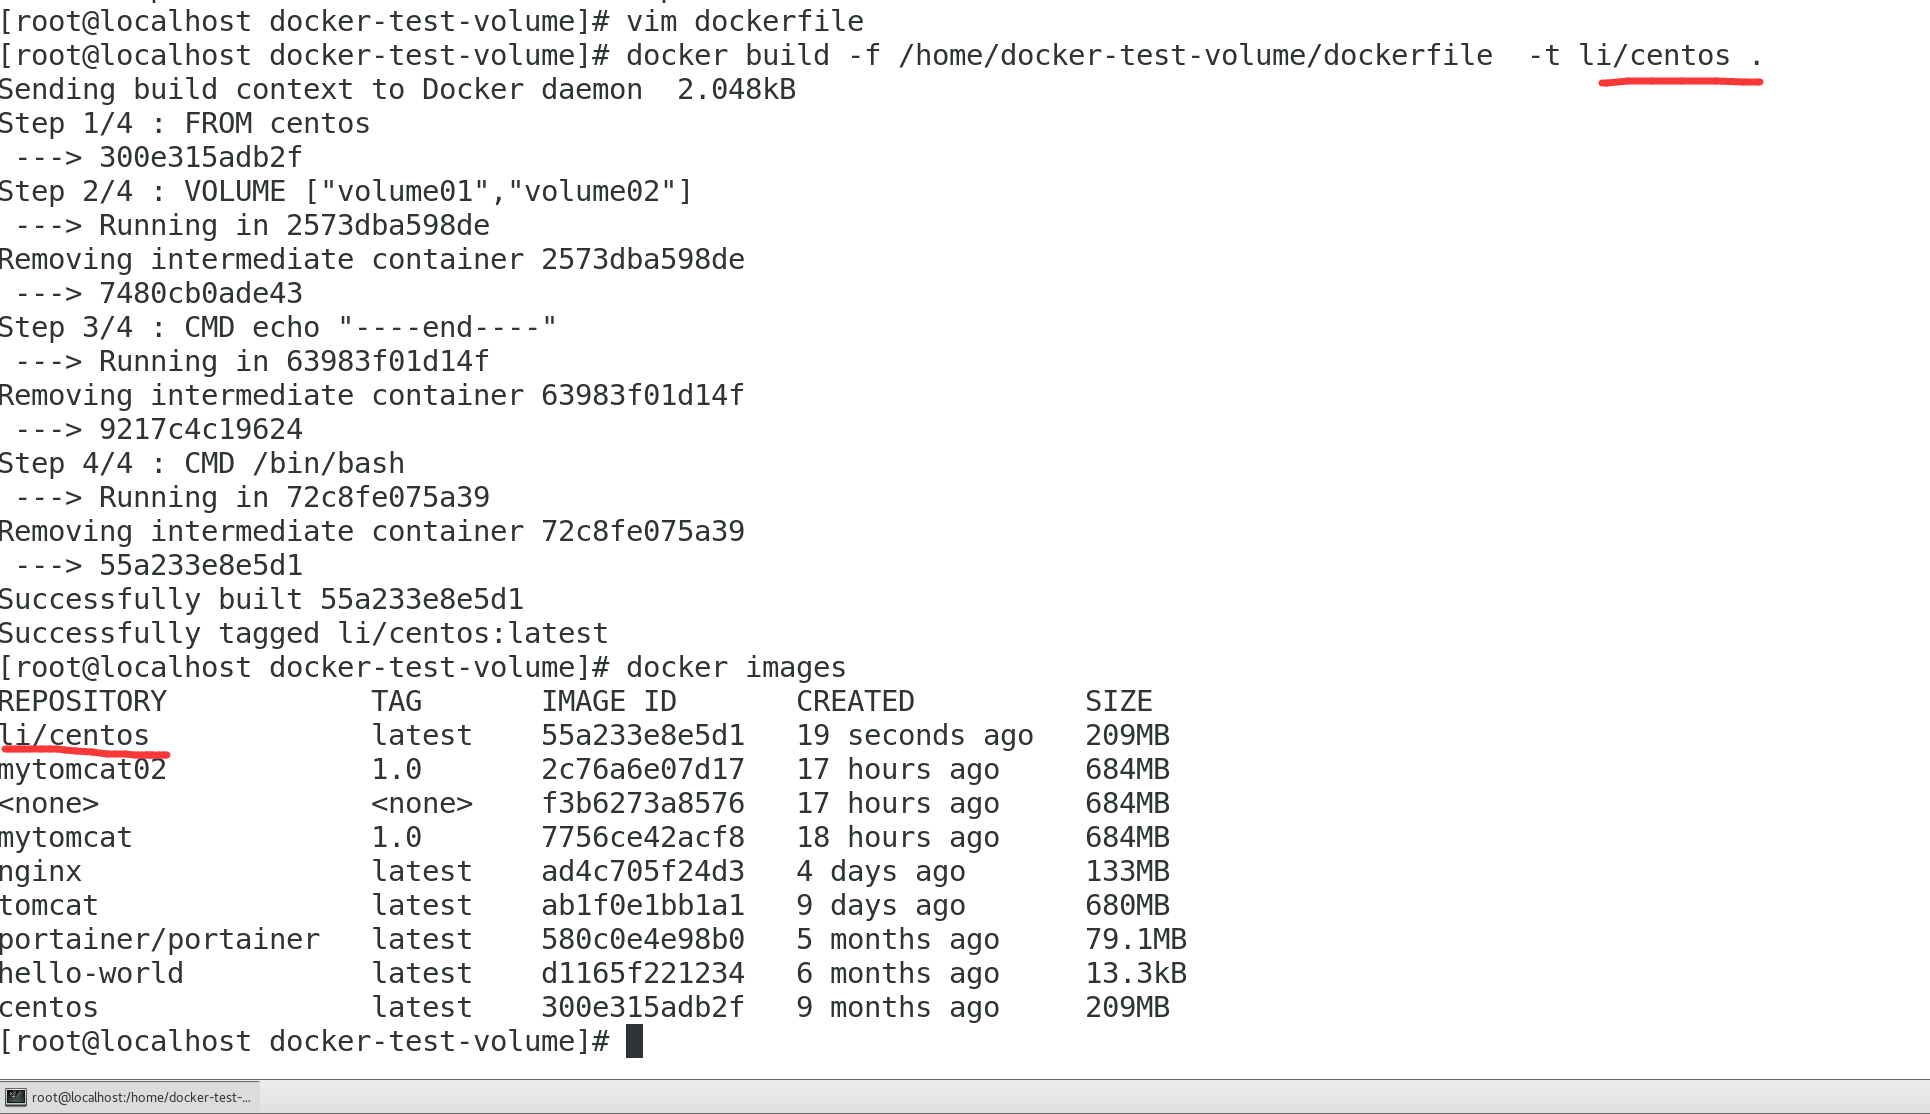 [root@localhost docker-test-volume]# vim dockerfile
[root@localhost docker-test-volume]# docker build -f /home/docker-test-volume/dockerfile  -t li/centos .
Sending build context to Docker daemon  2.048kB
Step 1/4 : FROM centos
 ---> 300e315adb2f
Step 2/4 : VOLUME ["volume01","volume02"]
 ---> Running in 2573dba598de
Removing intermediate container 2573dba598de
 ---> 7480cb0ade43
Step 3/4 : CMD echo "----end----"
 ---> Running in 63983f01d14f
Removing intermediate container 63983f01d14f
 ---> 9217c4c19624
Step 4/4 : CMD /bin/bash
 ---> Running in 72c8fe075a39
Removing intermediate container 72c8fe075a39
 ---> 55a233e8e5d1
Successfully built 55a233e8e5d1
Successfully tagged li/centos:latest
[root@localhost docker-test-volume]# docker images
REPOSITORY            TAG       IMAGE ID       CREATED          SIZE
li/centos             latest    55a233e8e5d1   19 seconds ago   209MB
mytomcat02            1.0       2c76a6e07d17   17 hours ago     684MB
<none>                <none>    f3b6273a8576   17 hours ago     684MB
mytomcat              1.0       7756ce42acf8   18 hours ago     684MB
nginx                 latest    ad4c705f24d3   4 days ago       133MB
tomcat                latest    ab1f0e1bb1a1   9 days ago       680MB
portainer/portainer   latest    580c0e4e98b0   5 months ago     79.1MB
hello-world           latest    d1165f221234   6 months ago     13.3kB
centos                latest    300e315adb2f   9 months ago     209MB
[root@localhost docker-test-volume]#
root@localhost:/home/docker-test-...